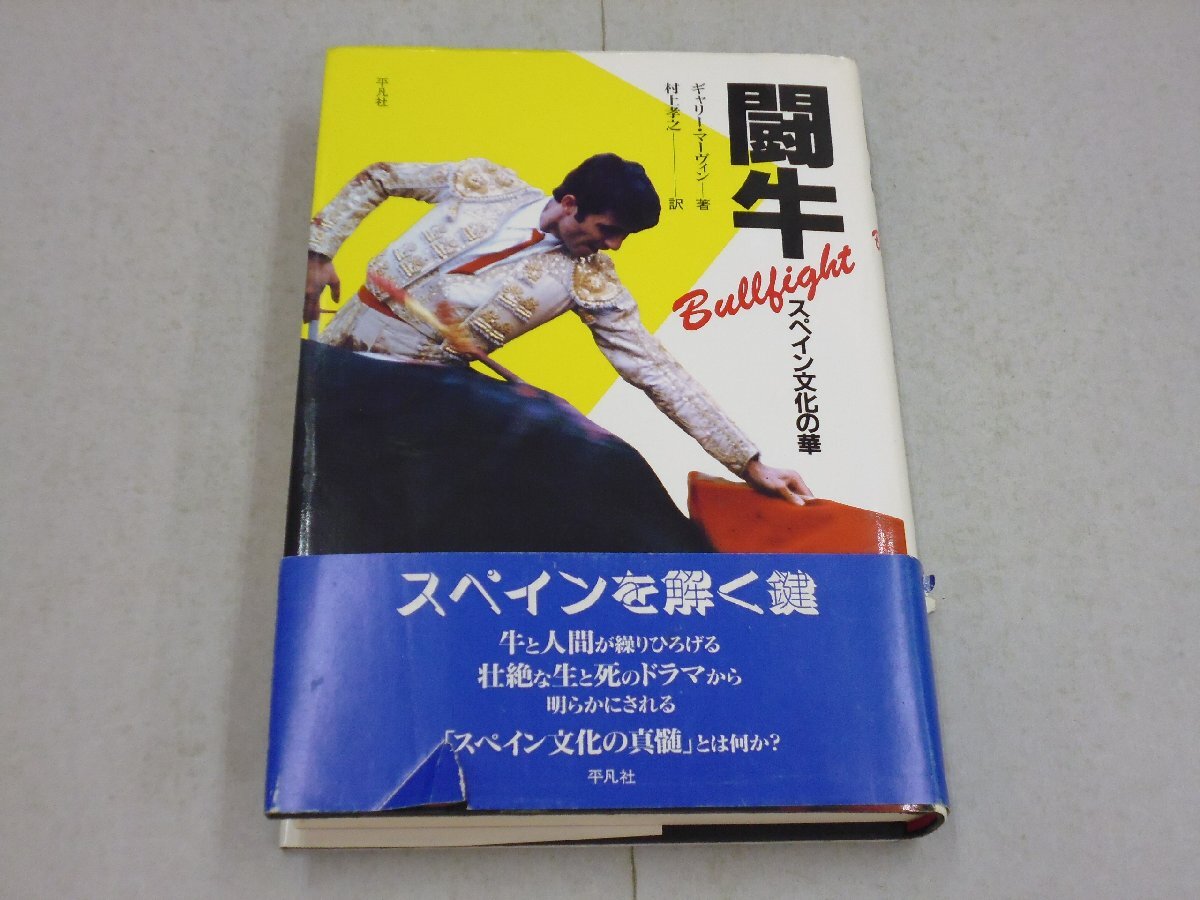 闘牛
Bullfight
スペイン文化の華
ギャリー・マーヴィン━著
村上孝之━━訳
平凡社
スペインを解く鍵
牛と人間が繰りひろげる
壮絶な生と死のドラマから
明らかにされる
「スペイン文化の真髄」とは何か?
平凡社